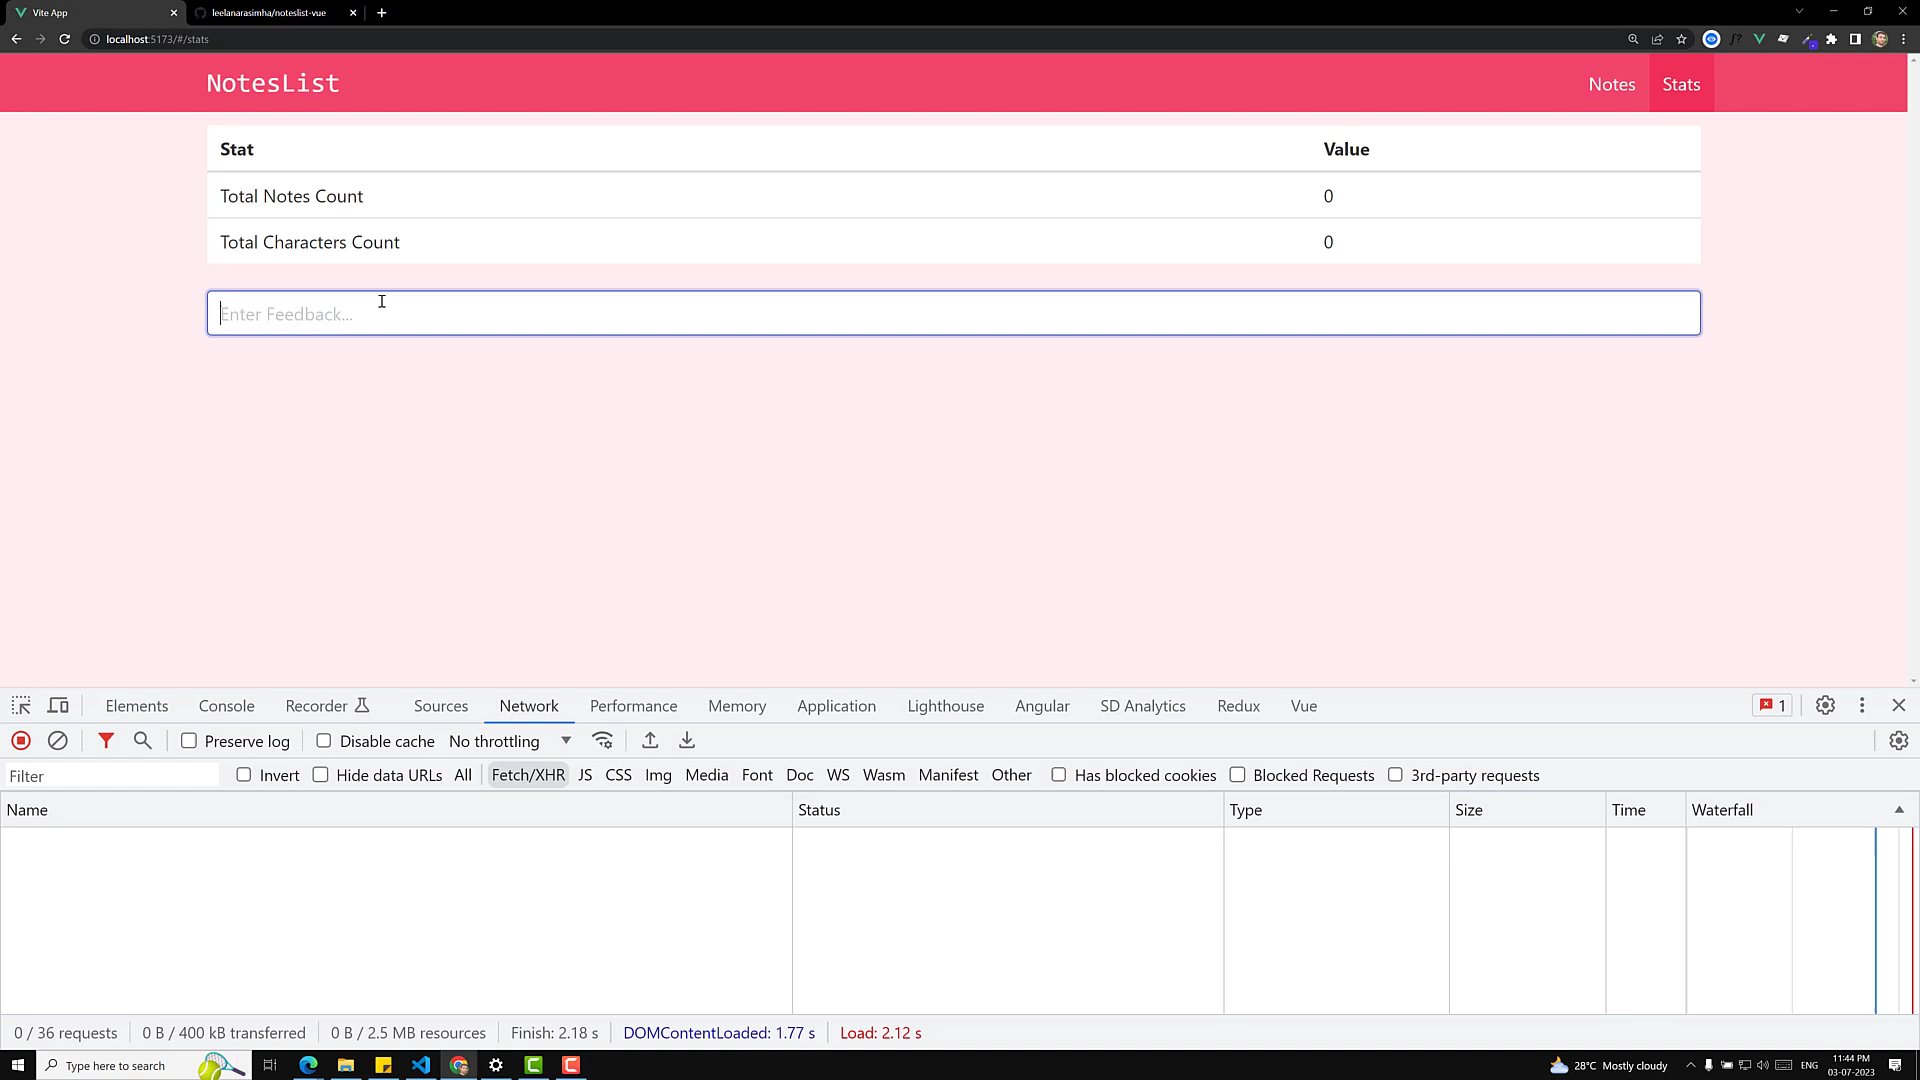 Vite App
leelanarasimha/noteslist-vue
localhost:5173/#/stats
NotesList
Notes
Stats
Stat Value
Total Notes Count 0
Total Characters Count 0
Enter Feedback...
Elements Console Recorder Sources Network Performance Memory Application Lighthouse Angular SD Analytics Redux Vue 1
Preserve log Disable cache No throttling
Filter Invert Hide data URLs All Fetch/XHR JS CSS Img Media Font Doc WS Wasm Manifest Other Has blocked cookies Blocked Requests 3rd-party requests
Name Status Type Size Time Waterfall
0 / 36 requests 0 B / 400 kB transferred 0 B / 2.5 MB resources Finish: 2.18 s DOMContentLoaded: 1.77 s Load: 2.12 s
Type here to search
28°C Mostly cloudy
ENG
11:44 PM
03-07-2023